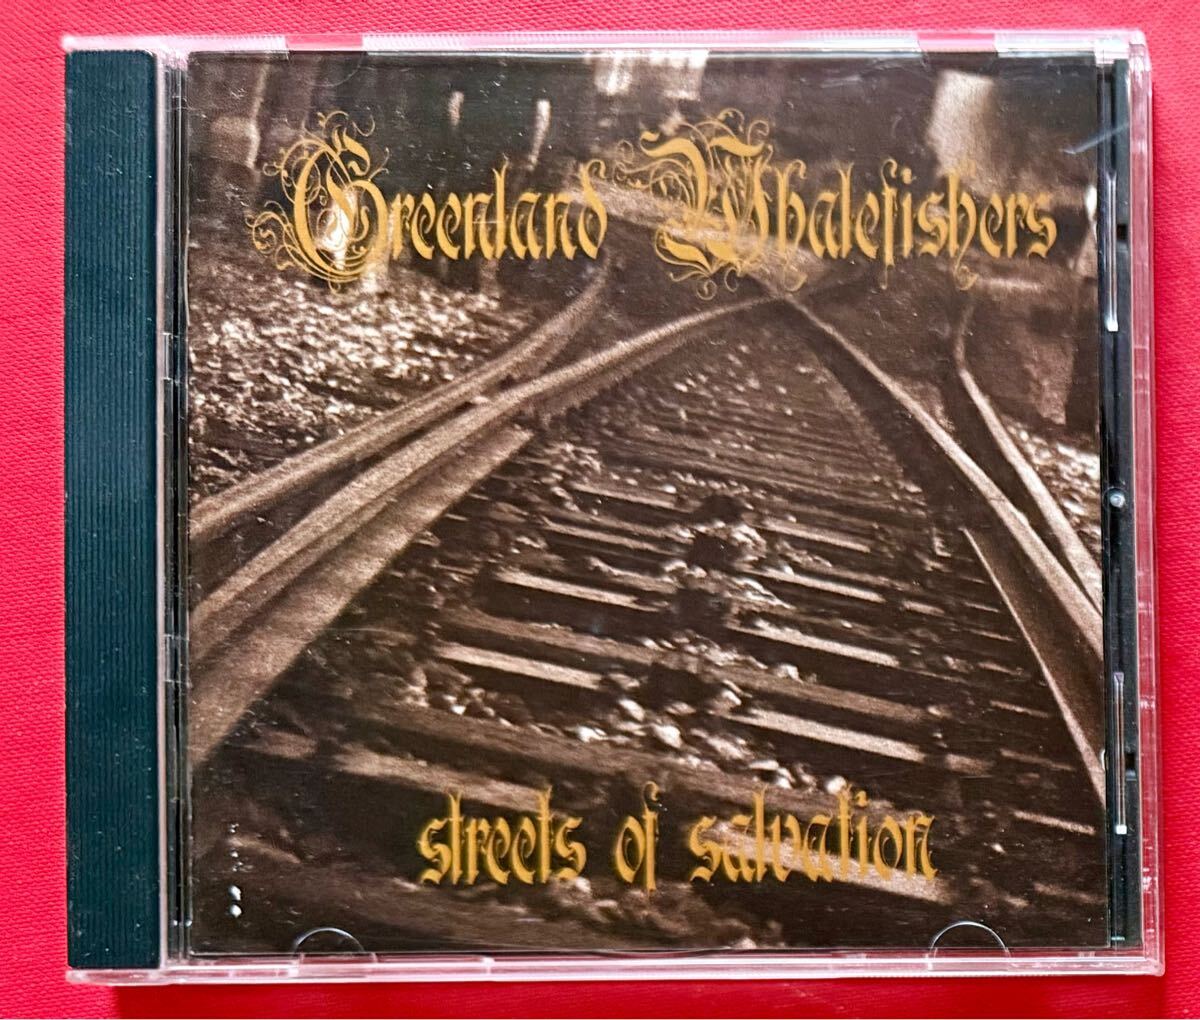 Greenland Whalefishers
streets of salvation